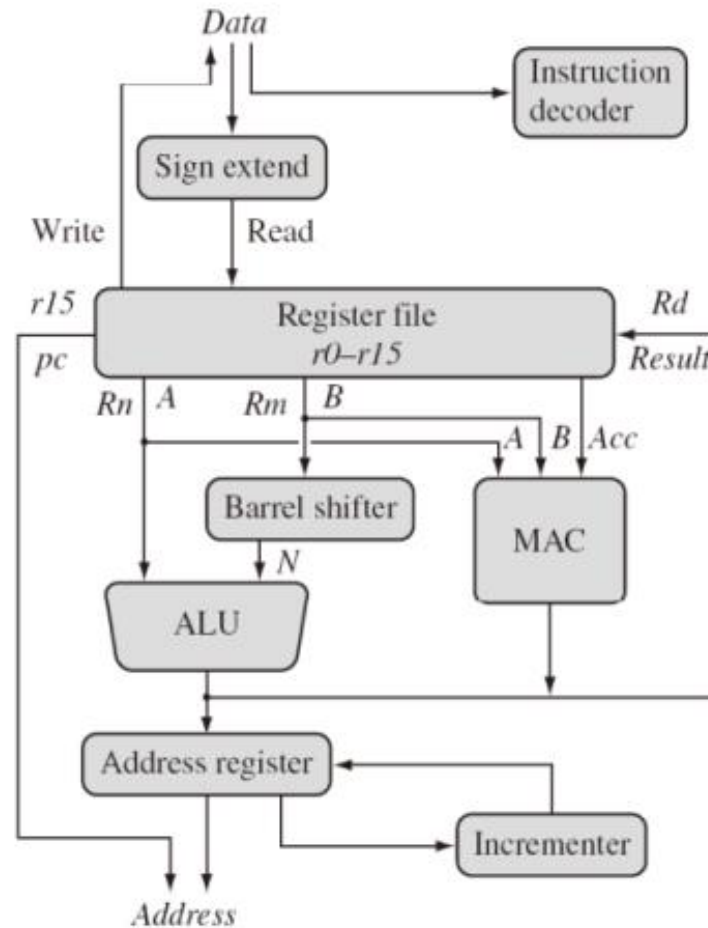 Data
Instruction
decoder
Sign extend
Write
Read
r15
Register file
Rd
pc
r0–r15
Result
Rn
A
Rm
B
A
B
Acc
Barrel shifter
MAC
N
ALU
Address register
Incrementer
Address